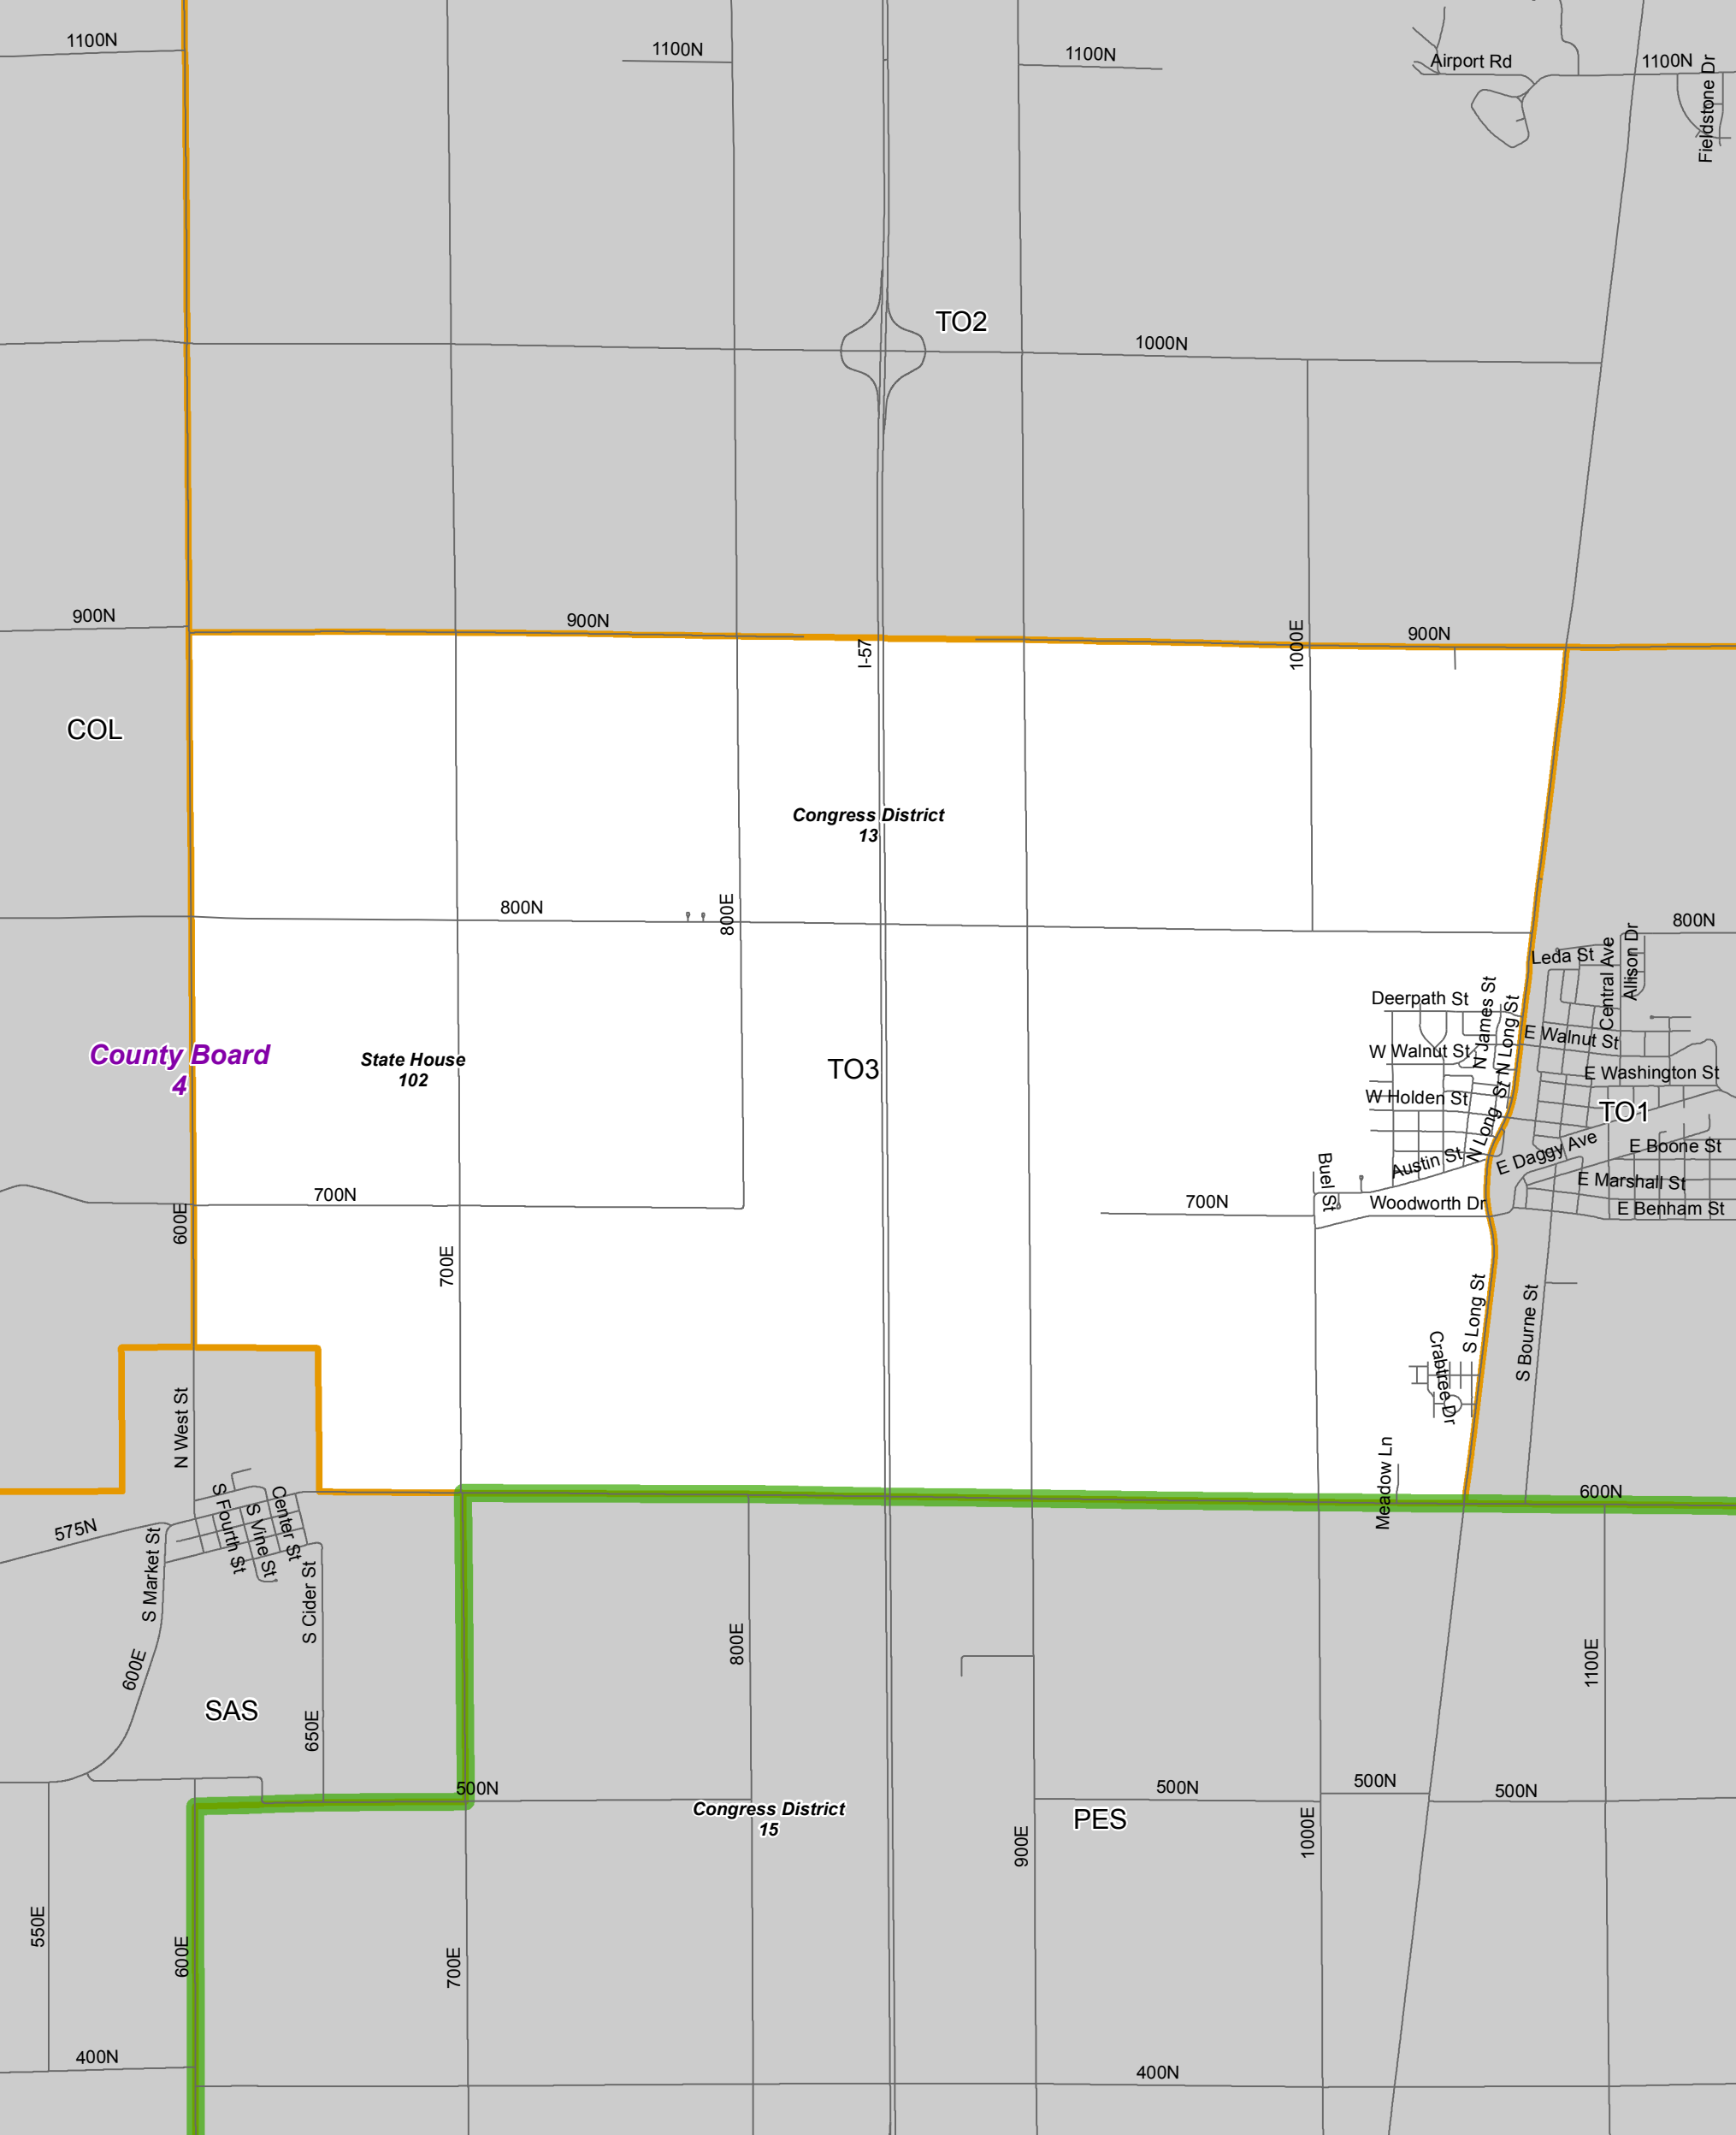 1100N
1100N
1100N
Airport Rd
1100N
Fieldstone Dr
TO2
1000N
900N
900N
I-57
1000E
900N
COL
Congress District
13
800N
800E
800N
Leda St
Central Ave
Allison Dr
Deerpath St
N James St
N Long St
E Walnut St
W Walnut St
County Board
4
State House
102
TO3
E Washington St
W Holden St
N Long St
TO1
W Long St
E Daggy Ave
E Boone St
Austin St
Buel St
E Marshall St
700N
600E
700N
Woodworth Dr
E Benham St
700E
S Long St
S Bourne St
Crabtree Dr
N West St
Meadow Ln
600N
S Fourth St
S Vine St
Center St
575N
S Market St
S Cider St
600E
800E
1100E
SAS
650E
500N
500N
500N
500N
Congress District
15
PES
900E
1000E
550E
600E
700E
400N
400N